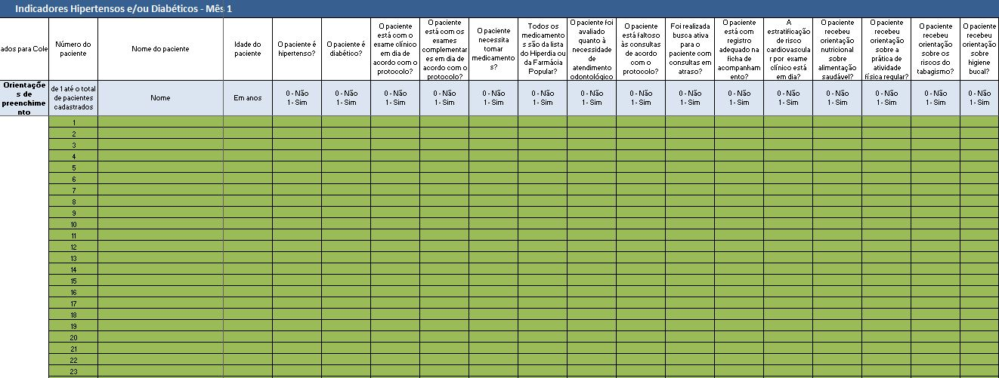 Indicadores Hipertensos e/ou Diabéticos - Mês 1
ados para Cole
Número do
paciente
Nome do paciente
Idade do
paciente
O paciente é
hipertenso?
O paciente é
diabético?
O paciente
está com o
exame clínico
em dia de
acordo com o
protocolo?
O paciente
está com os
exames
complementar
es em dia de
acordo com o
protocolo?
O paciente
necessita
tomar
medicamento
s?
Todos os
medicamento
s são da lista
do Hiperdia ou
da Farmácia
Popular?
O paciente foi
avaliado
quanto à
necessidade
de
atendimento
odontológico
O paciente
está faltoso
às consultas
de acordo
com o
protocolo?
Foi realizada
busca ativa
para o
paciente com
consultas em
atraso?
O paciente
está com
registro
adequado na
ficha de
acompanham
ento?
A
estratificação
de risco
cardiovascula
r por exame
clínico está
em dia?
O paciente
recebeu
orientação
nutricional
sobre
alimentação
saudável?
O paciente
recebeu
orientação
sobre a
prática de
atividade
física regular?
O paciente
recebeu
orientação
sobre os
riscos do
tabagismo?
O paciente
recebeu
orientação
sobre
higiene
bucal?
Orientaçõe
s de
preenchime
nto
de 1 até o total
de pacientes
cadastrados
Nome
Em anos
0 - Não
1 - Sim
0 - Não
1 - Sim
0 - Não
1 - Sim
0 - Não
1 - Sim
0 - Não
1 - Sim
0 - Não
1 - Sim
0 - Não
1 - Sim
0 - Não
1 - Sim
0 - Não
1 - Sim
0 - Não
1 - Sim
0 - Não
1 - Sim
0 - Não
1 - Sim
0 - Não
1 - Sim
0 - Não
1 - Sim
0 - Não
1 - Sim
1
2
3
4
5
6
7
8
9
10
11
12
13
14
15
16
17
18
19
20
21
22
23